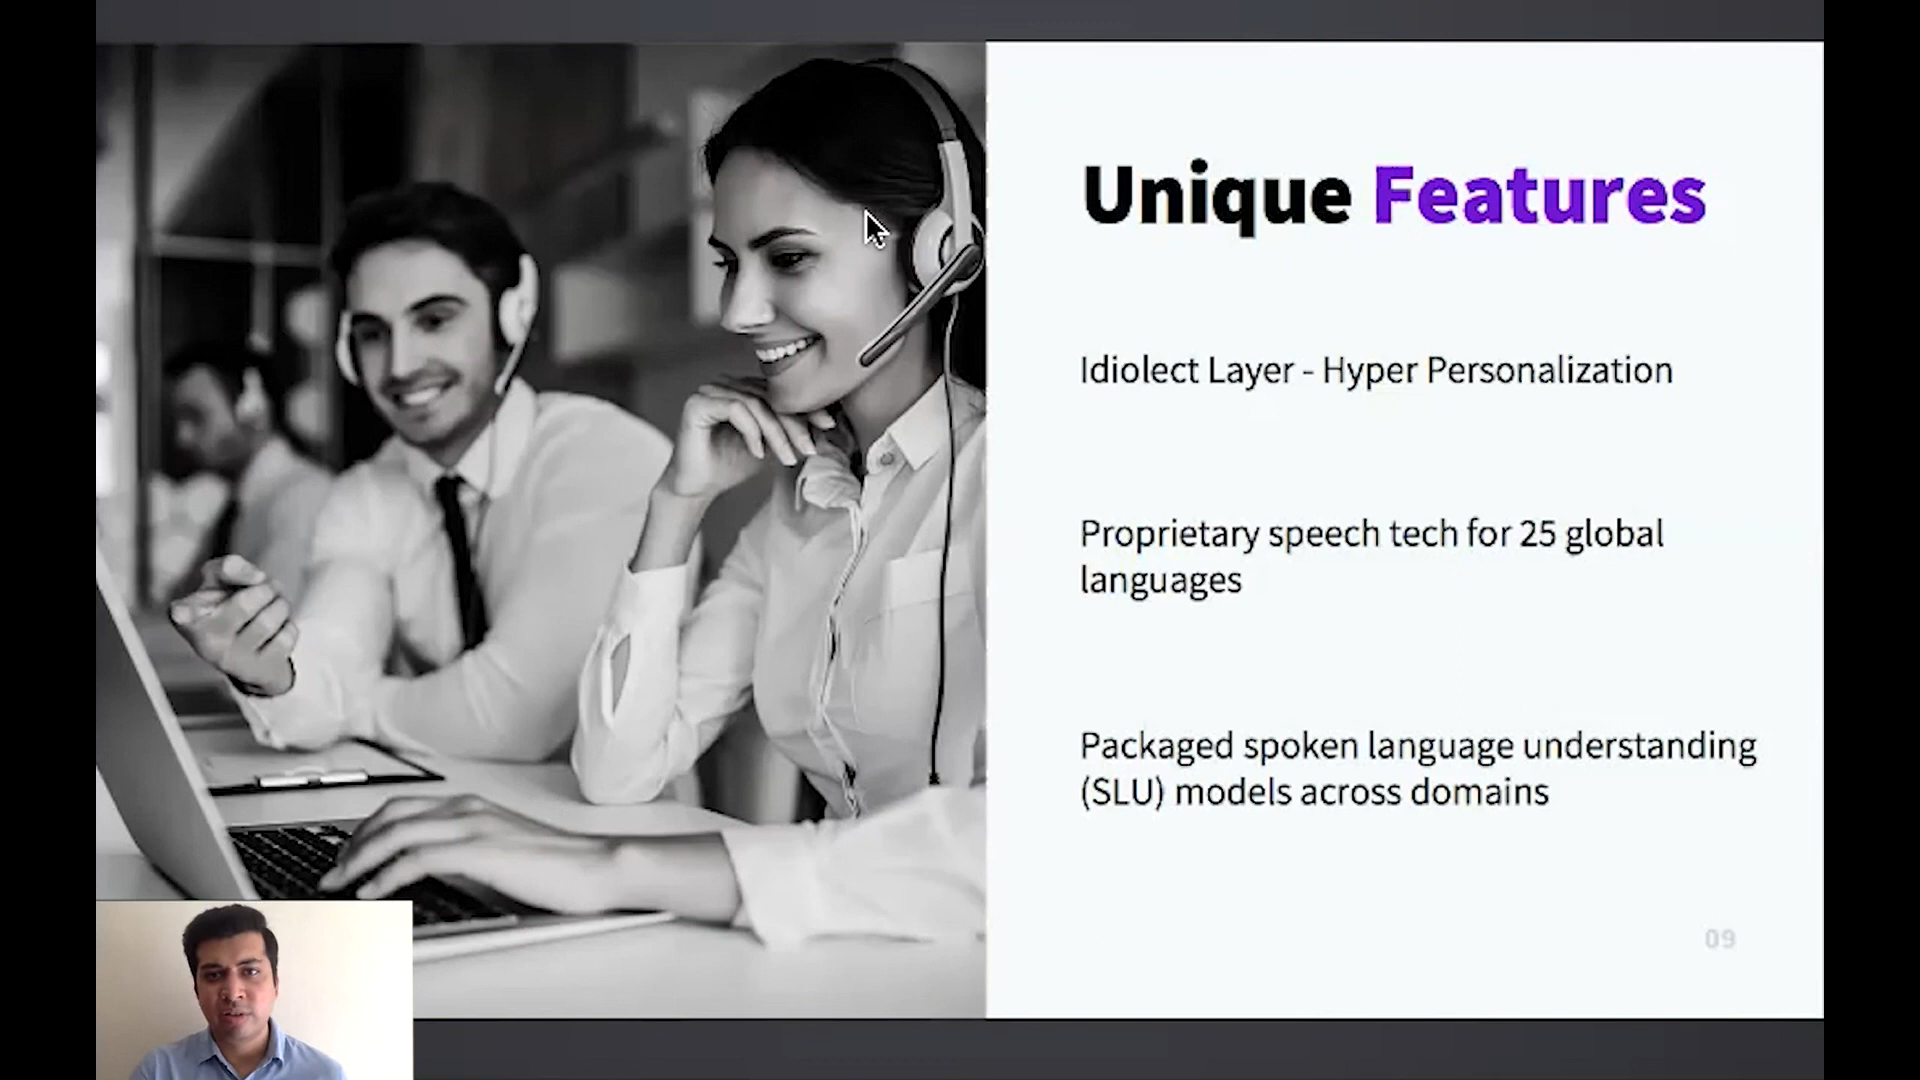 Unique Features
Idiolect Layer - Hyper Personalization
Proprietary speech tech for 25 global
languages
Packaged spoken language understanding
(SLU) models across domains
09